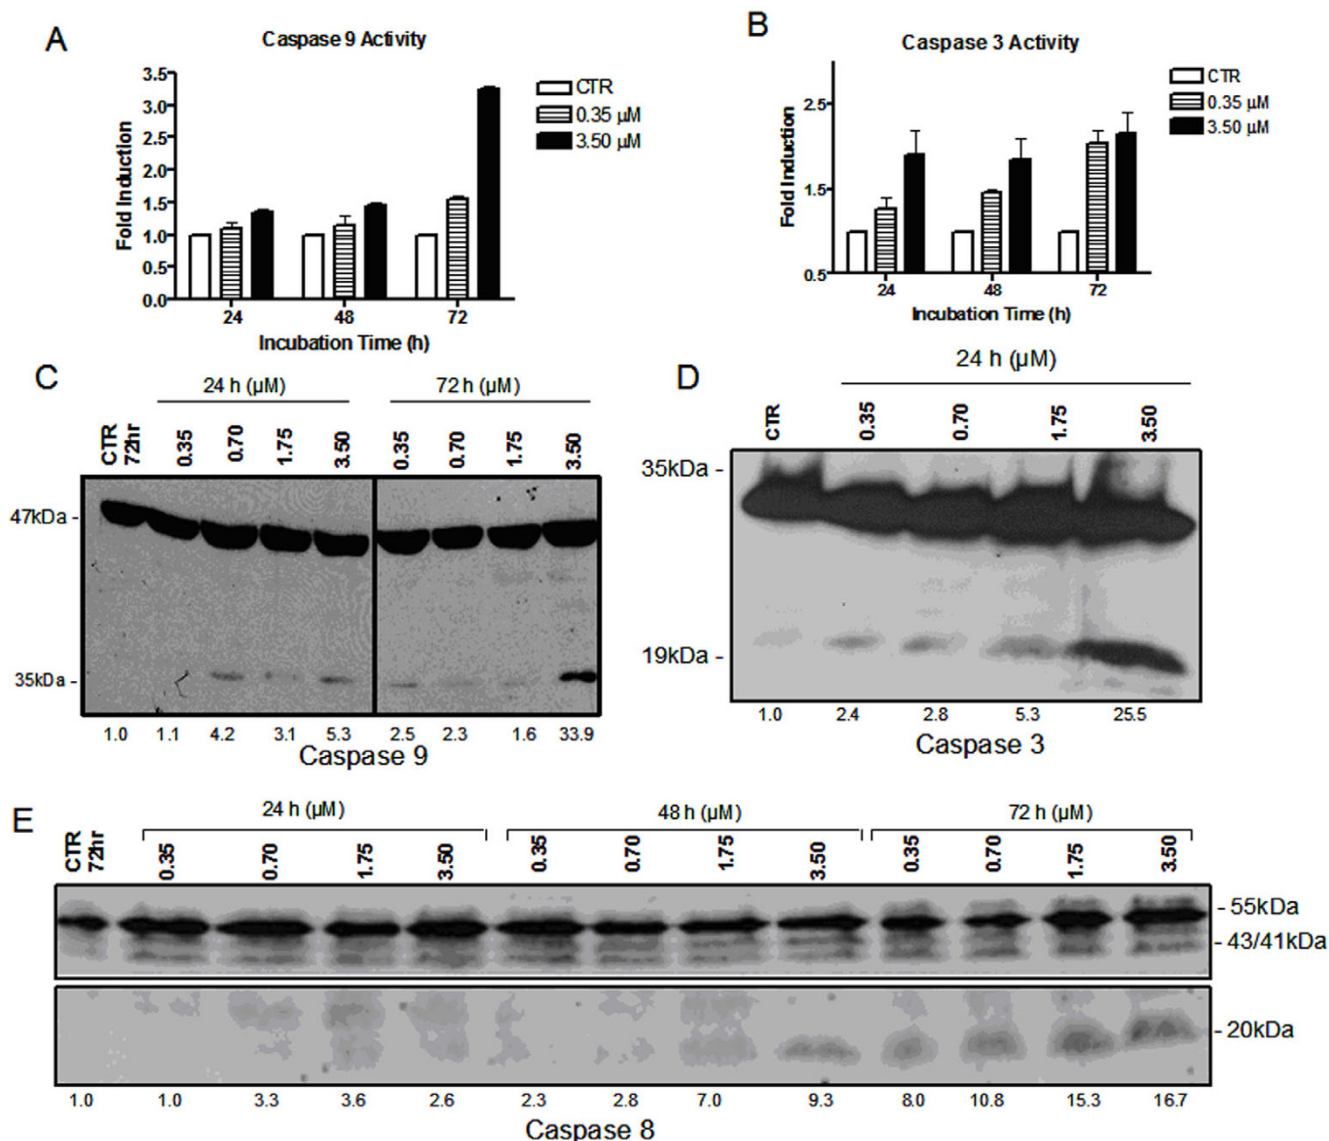 A
Caspase 9 Activity
Fold Induction
3.5
3.0
2.5
2.0
1.5
1.0
0.5
0.0
24
48
72
Incubation Time (h)
CTR
0.35 µM
3.50 µM
B
Caspase 3 Activity
Fold Induction
2.5
1.5
0.5
24
48
72
Incubation Time (h)
CTR
0.35 µM
3.50 µM
C
24 h (µM)
72 h (µM)
CTR
72hr
0.35
0.70
1.75
3.50
0.35
0.70
1.75
3.50
47kDa -
35kDa -
1.0 1.1 4.2 3.1 5.3 2.5 2.3 1.6 33.9
Caspase 9
D
24 h (µM)
CTR
0.35
0.70
1.75
3.50
35kDa -
19kDa -
1.0 2.4 2.8 5.3 25.5
Caspase 3
E
24 h (µM)
48 h (µM)
72 h (µM)
CTR
72hr
0.35
0.70
1.75
3.50
0.35
0.70
1.75
3.50
0.35
0.70
1.75
3.50
- 55kDa
- 43/41kDa
- 20kDa
1.0 1.0 3.3 3.6 2.6 2.3 2.8 7.0 9.3 8.0 10.8 15.3 16.7
Caspase 8